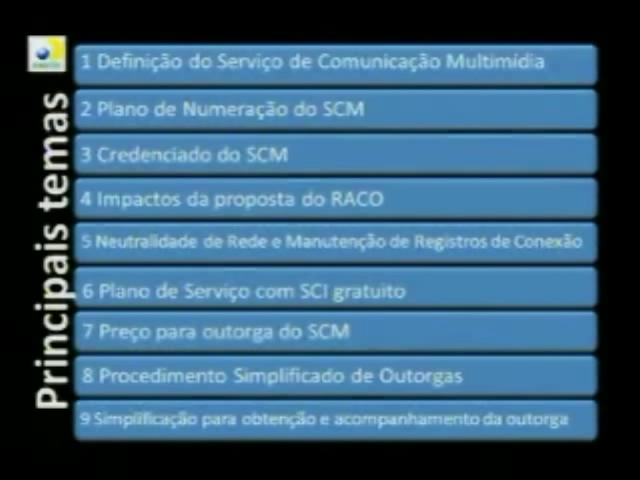 Principais temas
1 Definição do Serviço de Comunicação Multimídia
2 Plano de Numeração do SCM
3 Credenciado do SCM
4 Impactos da proposta do RACO
5 Neutralidade de Rede e Manutenção de Registros de Conexão
6 Plano de Serviço com SCI gratuito
7 Preço para outorga do SCM
8 Procedimento Simplificado de Outorgas
9 Simplificação para obtenção e acompanhamento da outorga